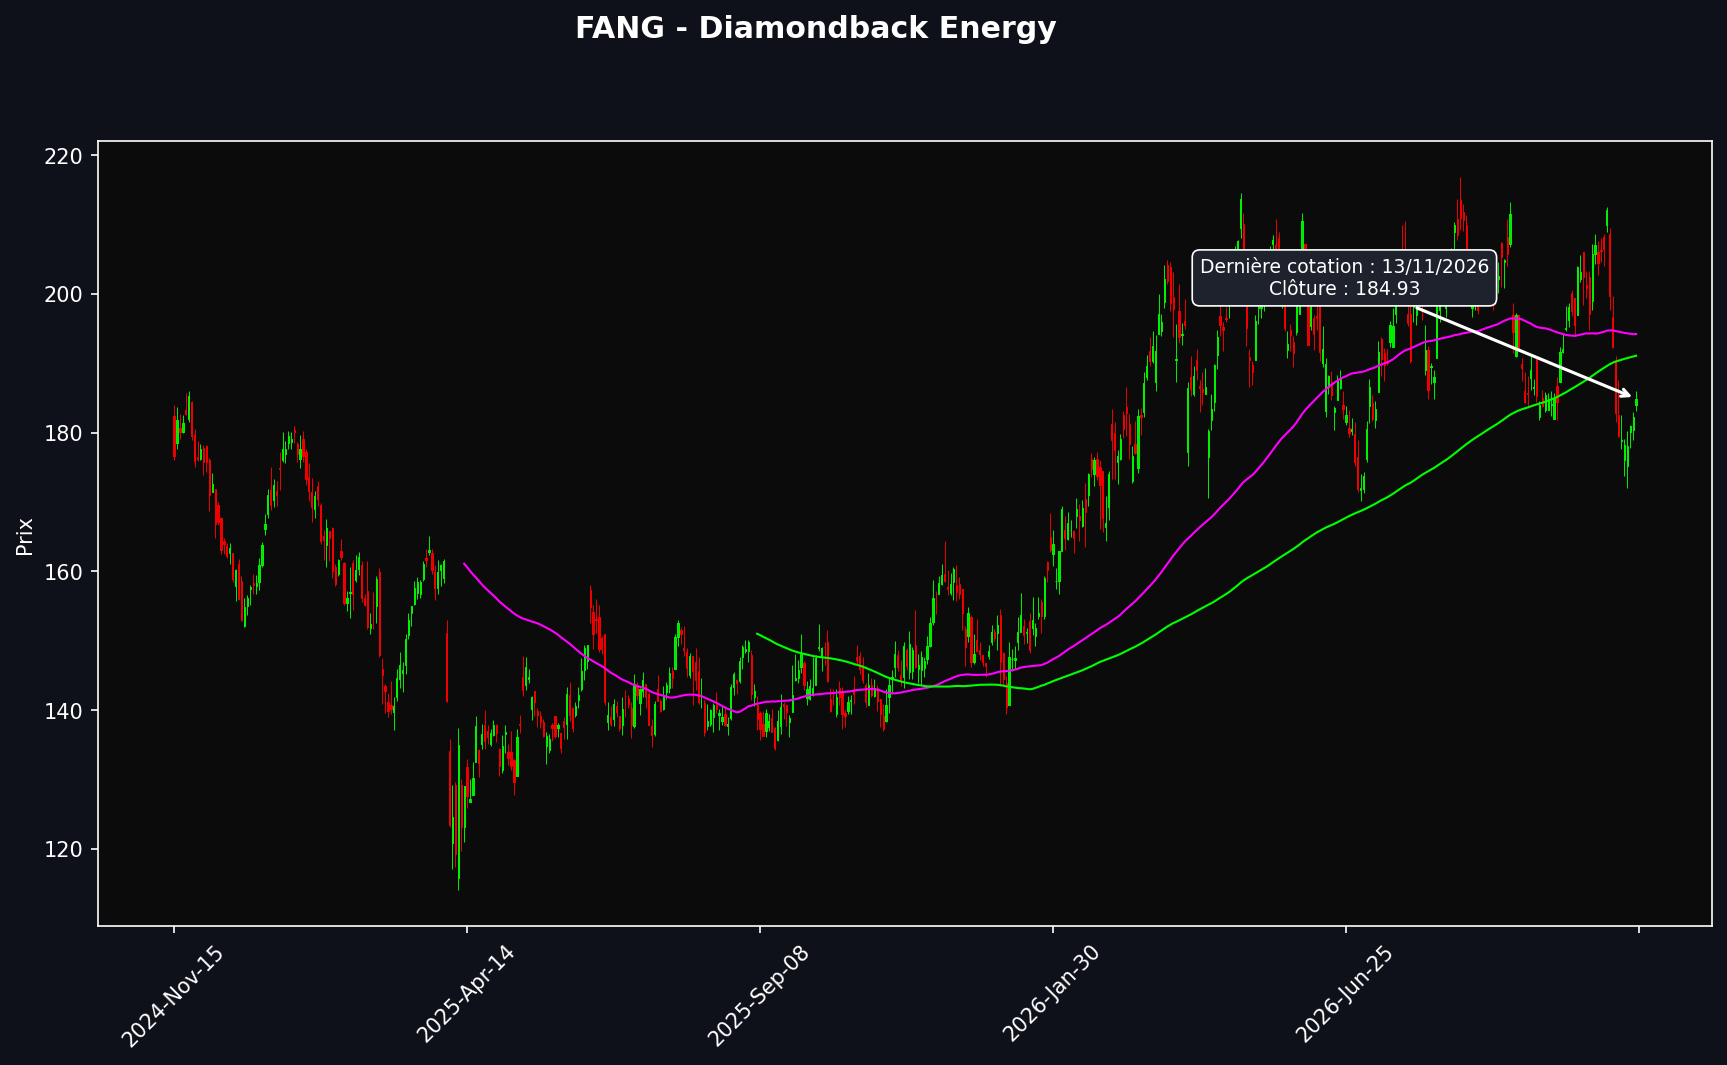 FANG - Diamondback Energy
220
200
180
160
140
120
Prix
Dernière cotation : 13/11/2026
Clôture : 184.93
2024-Nov-15
2025-Apr-14
2025-Sep-08
2026-Jan-30
2026-Jun-25